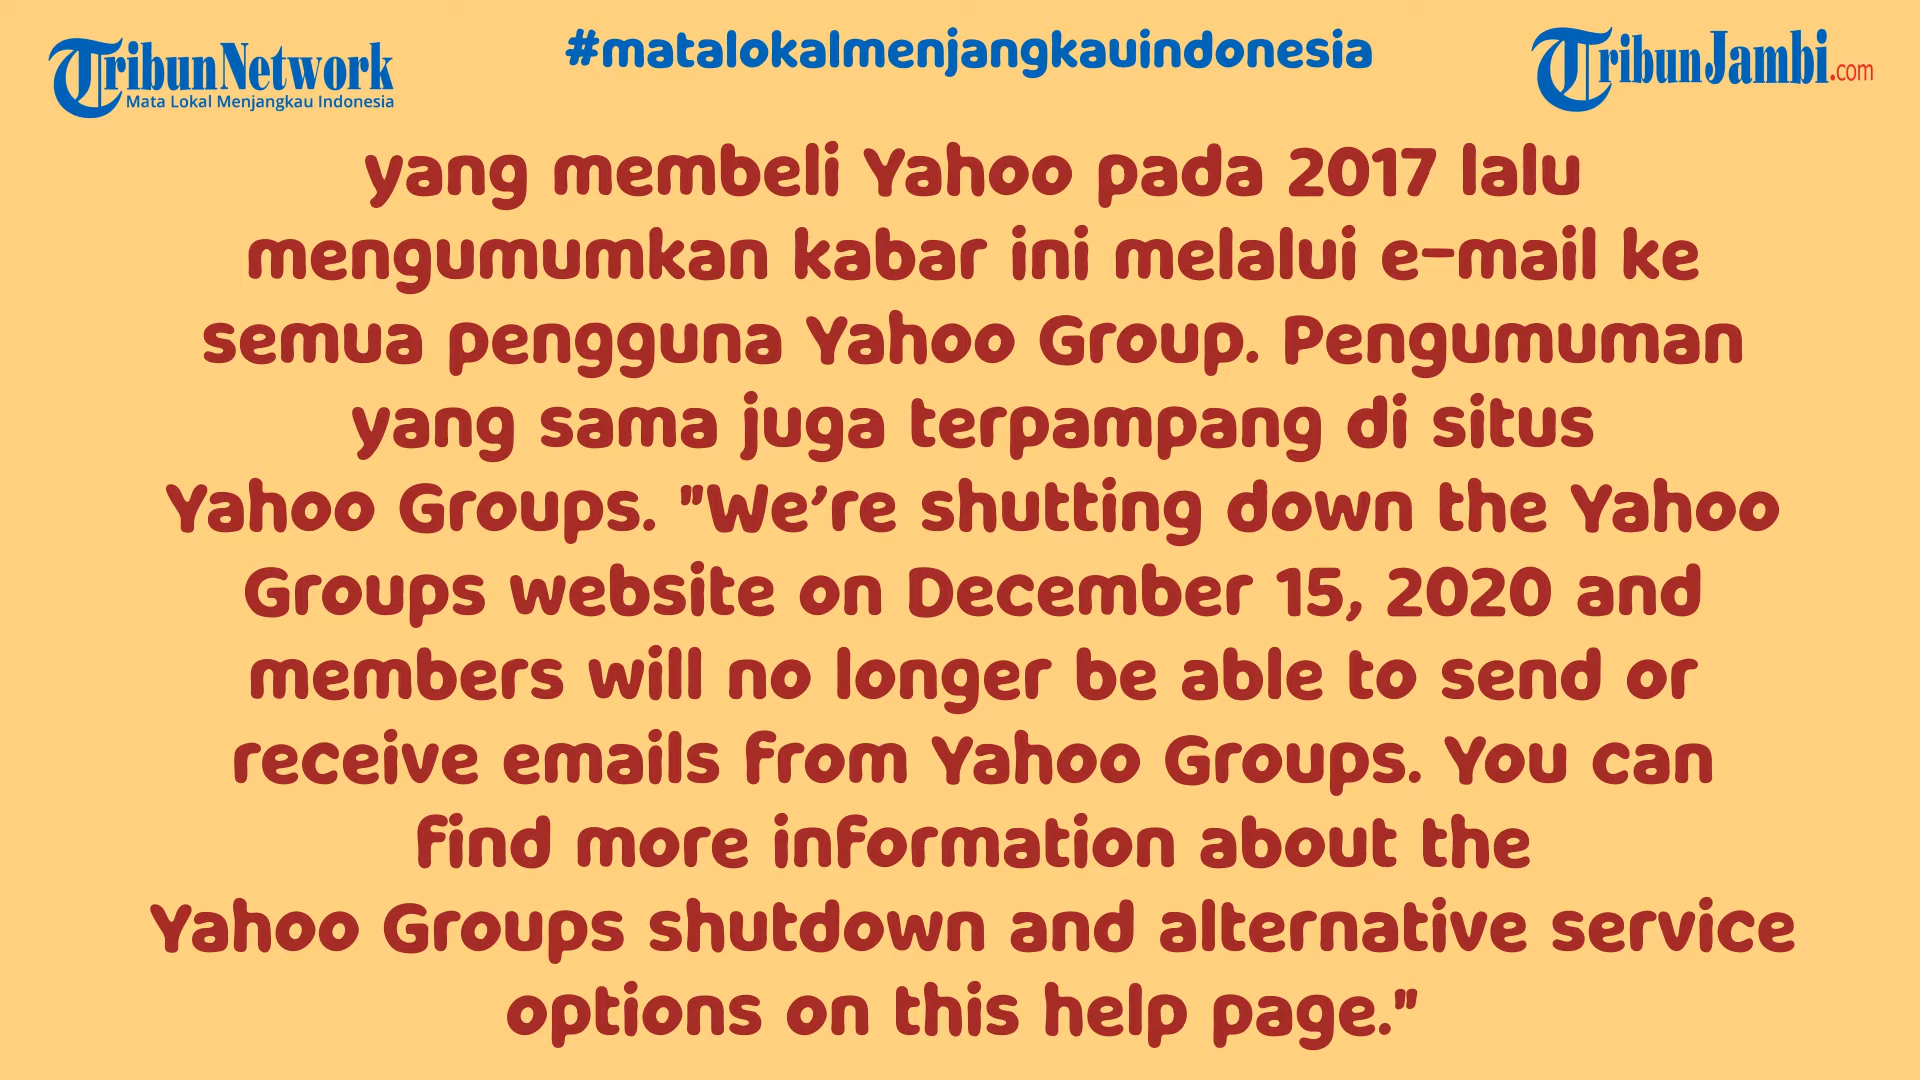 TribunNetwork
Mata Lokal Menjangkau Indonesia
#matalokalmenjangkauindonesia
TribunJambi.com
yang membeli Yahoo pada 2017 lalu
mengumumkan kabar ini melalui e-mail ke
semua pengguna Yahoo Group. Pengumuman
yang sama juga terpampang di situs
Yahoo Groups. "We’re shutting down the Yahoo
Groups website on December 15, 2020 and
members will no longer be able to send or
receive emails from Yahoo Groups. You can
find more information about the
Yahoo Groups shutdown and alternative service
options on this help page."